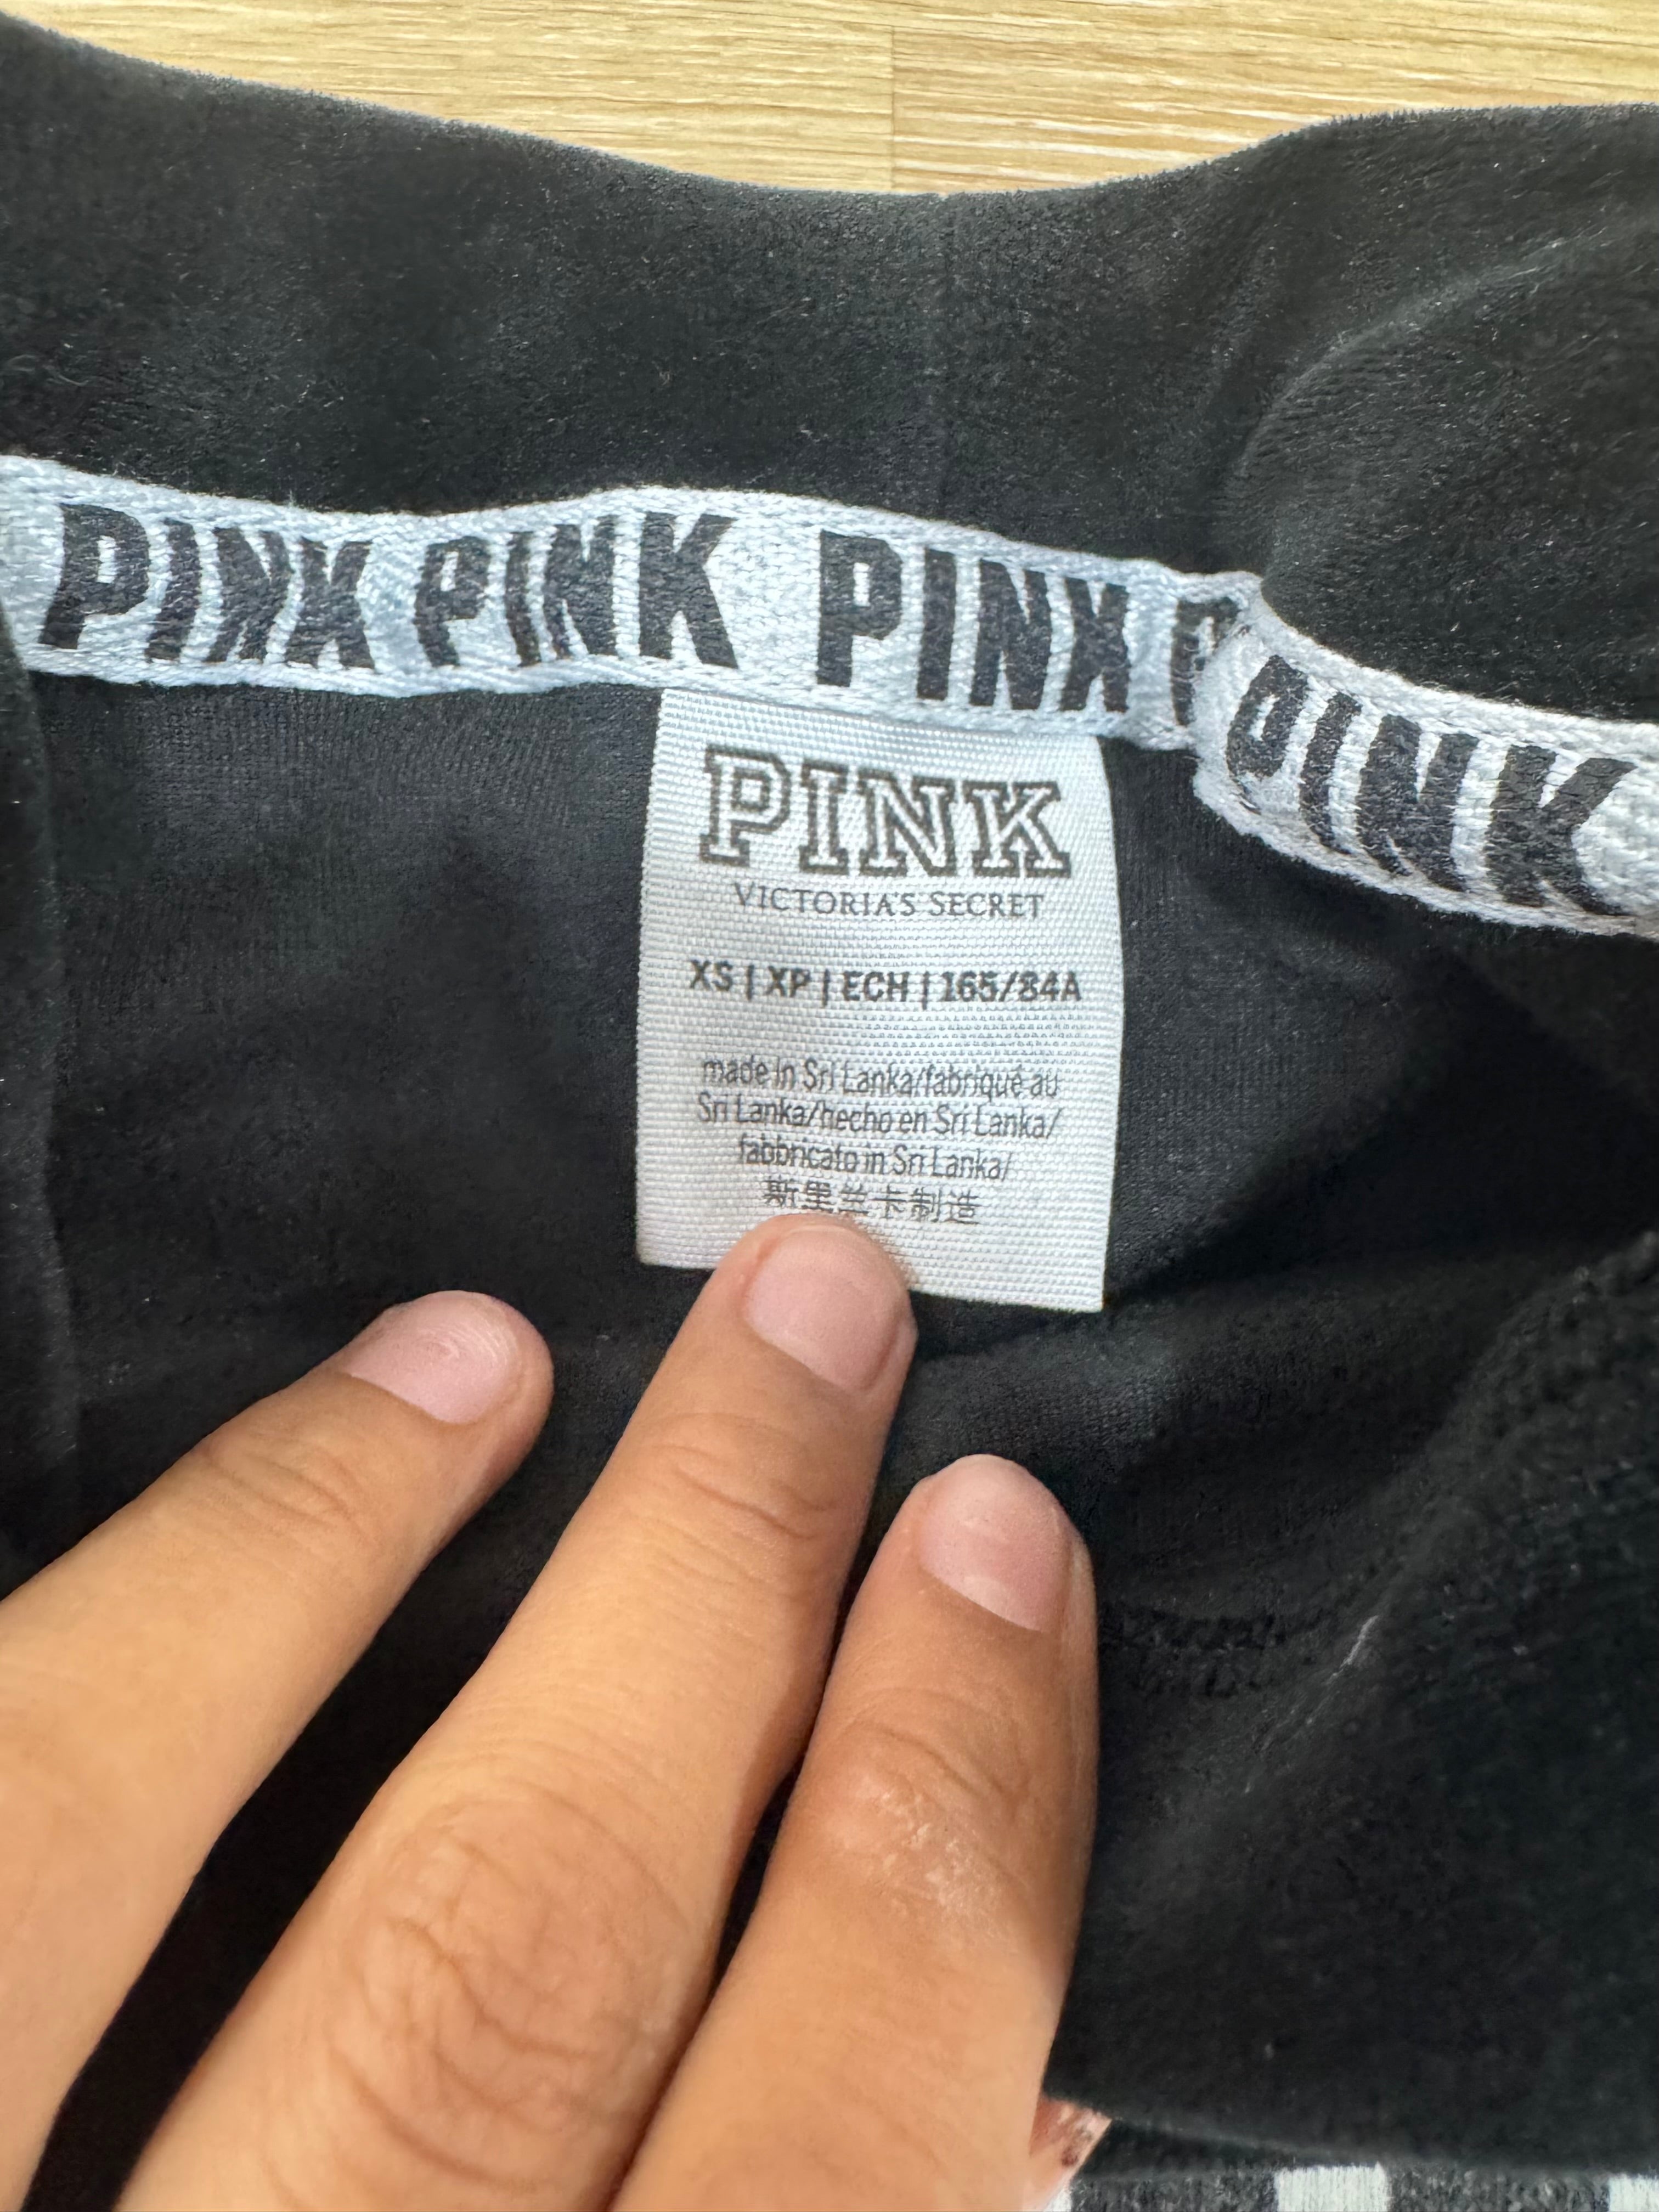 PINK PINK PINK P PINK
PINK
VICTORIA'S SECRET
XS | XP | ECH | 165/84A
made in Sri Lanka/fabriqué au
Sri Lanka/hecho en Sri Lanka/
fabbricato in Sri Lanka/
斯里兰卡制造